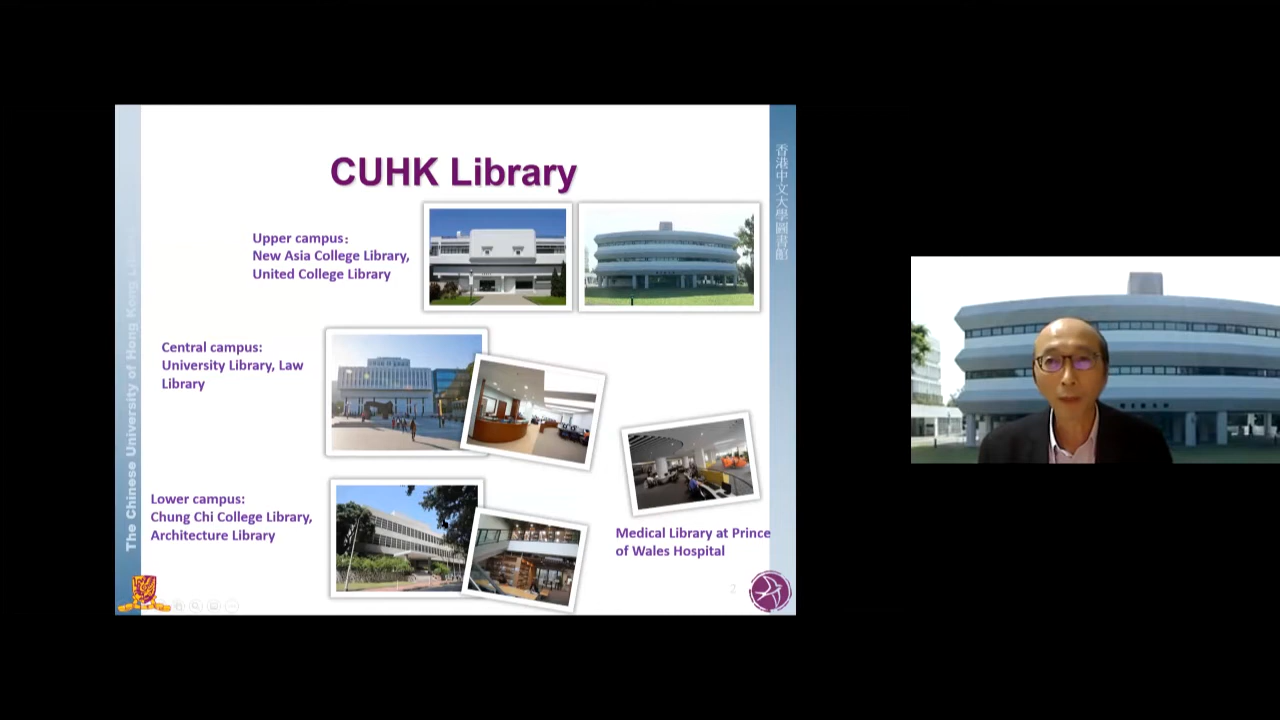 CUHK Library
Upper campus:
New Asia College Library,
United College Library
Central campus:
University Library, Law
Library
Lower campus:
Chung Chi College Library,
Architecture Library
Medical Library at Prince
of Wales Hospital
2
The Chinese University of Hong Kong
香港中文大學圖書館